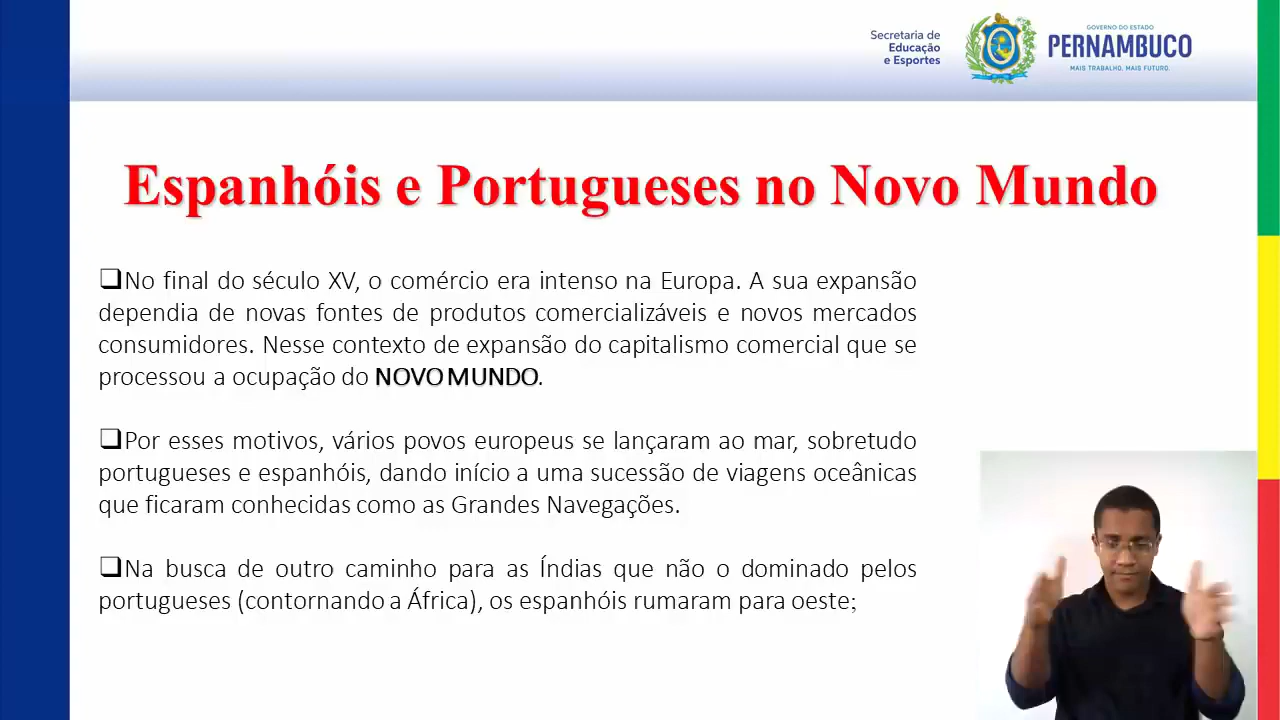 Secretaria de
Educação
e Esportes
GOVERNO DO ESTADO
PERNAMBUCO
MAIS TRABALHO, MAIS FUTURO.
Espanhóis e Portugueses no Novo Mundo
❑No final do século XV, o comércio era intenso na Europa. A sua expansão
dependia de novas fontes de produtos comercializáveis e novos mercados
consumidores. Nesse contexto de expansão do capitalismo comercial que se
processou a ocupação do NOVO MUNDO.
❑Por esses motivos, vários povos europeus se lançaram ao mar, sobretudo
portugueses e espanhóis, dando início a uma sucessão de viagens oceânicas
que ficaram conhecidas como as Grandes Navegações.
❑Na busca de outro caminho para as Índias que não o dominado pelos
portugueses (contornando a África), os espanhóis rumaram para oeste;